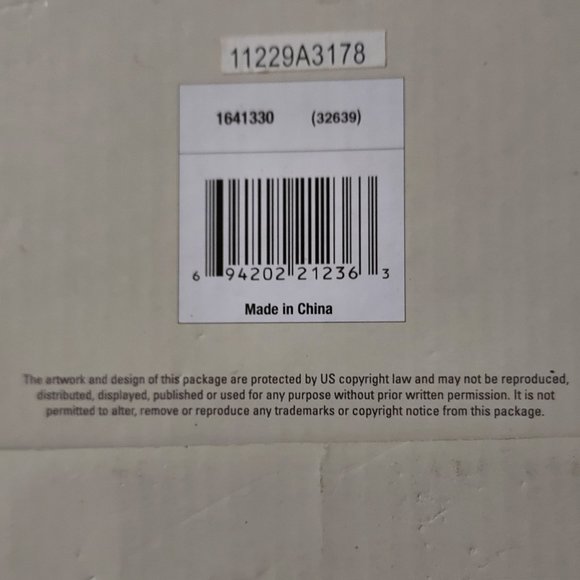 11229A3178
1641330 (32639)
6 94202 21236 3
Made in China
The artwork and design of this package are protected by US copyright law and may not be reproduced,
distributed, displayed, published or used for any purpose without prior written permission. It is not
permitted to alter, remove or reproduce any trademarks or copyright notice from this package.